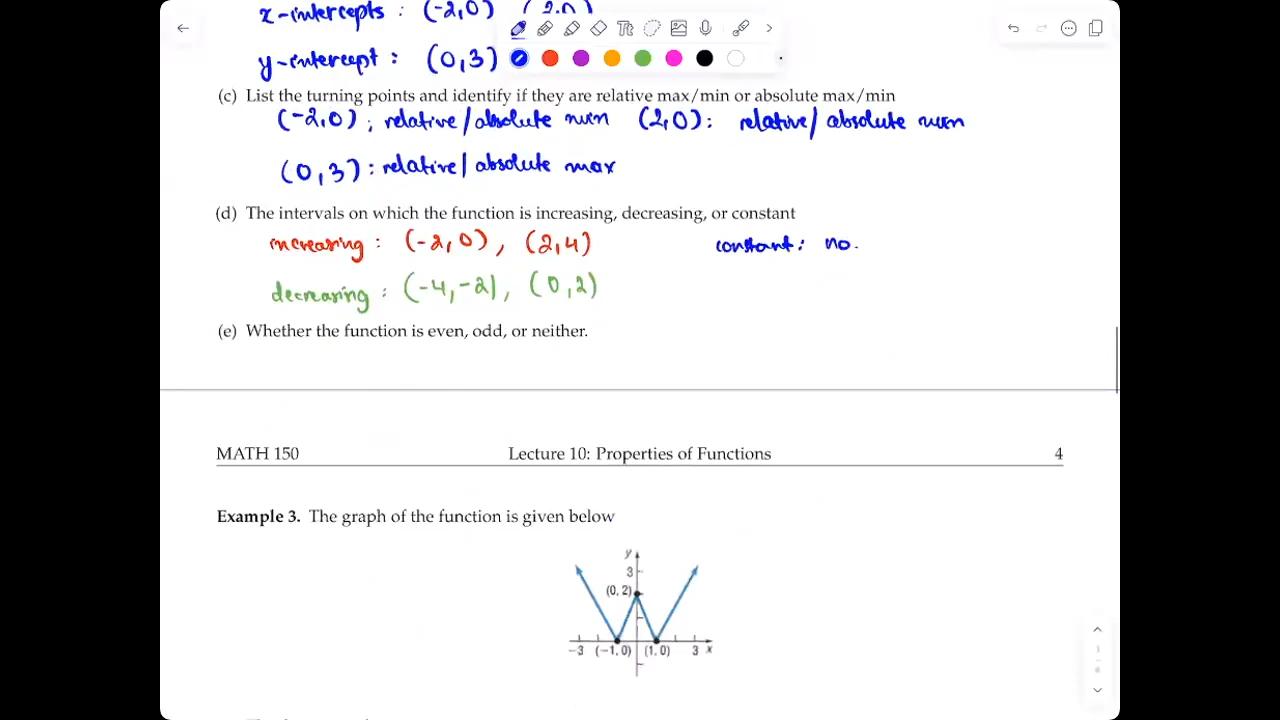 x-intercepts : (-2,0) (2,0)
y-intercept : (0,3)
(c) List the turning points and identify if they are relative max/min or absolute max/min
(-2,0); relative/absolute min (2,0): relative/ absolute min
(0,3): relative/ absolute max
(d) The intervals on which the function is increasing, decreasing, or constant
increasing : (-2,0), (2,4) constant: no.
decreasing : (-4,-2), (0,2)
(e) Whether the function is even, odd, or neither.
MATH 150 Lecture 10: Properties of Functions 4
Example 3. The graph of the function is given below
y
3
(0, 2)
−3 (−1, 0) (1, 0) 3 x